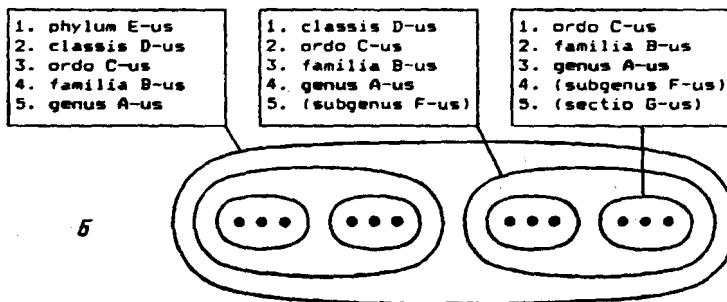 1. phylum E-us
2. classis D-us
3. ordo C-us
4. familia B-us
5. genus A-us
1. classis D-us
2. ordo C-us
3. familia B-us
4. genus A-us
5. (subgenus F-us)
1. ordo C-us
2. familia B-us
3. genus A-us
4. (subgenus F-us)
5. (sectio G-us)
б